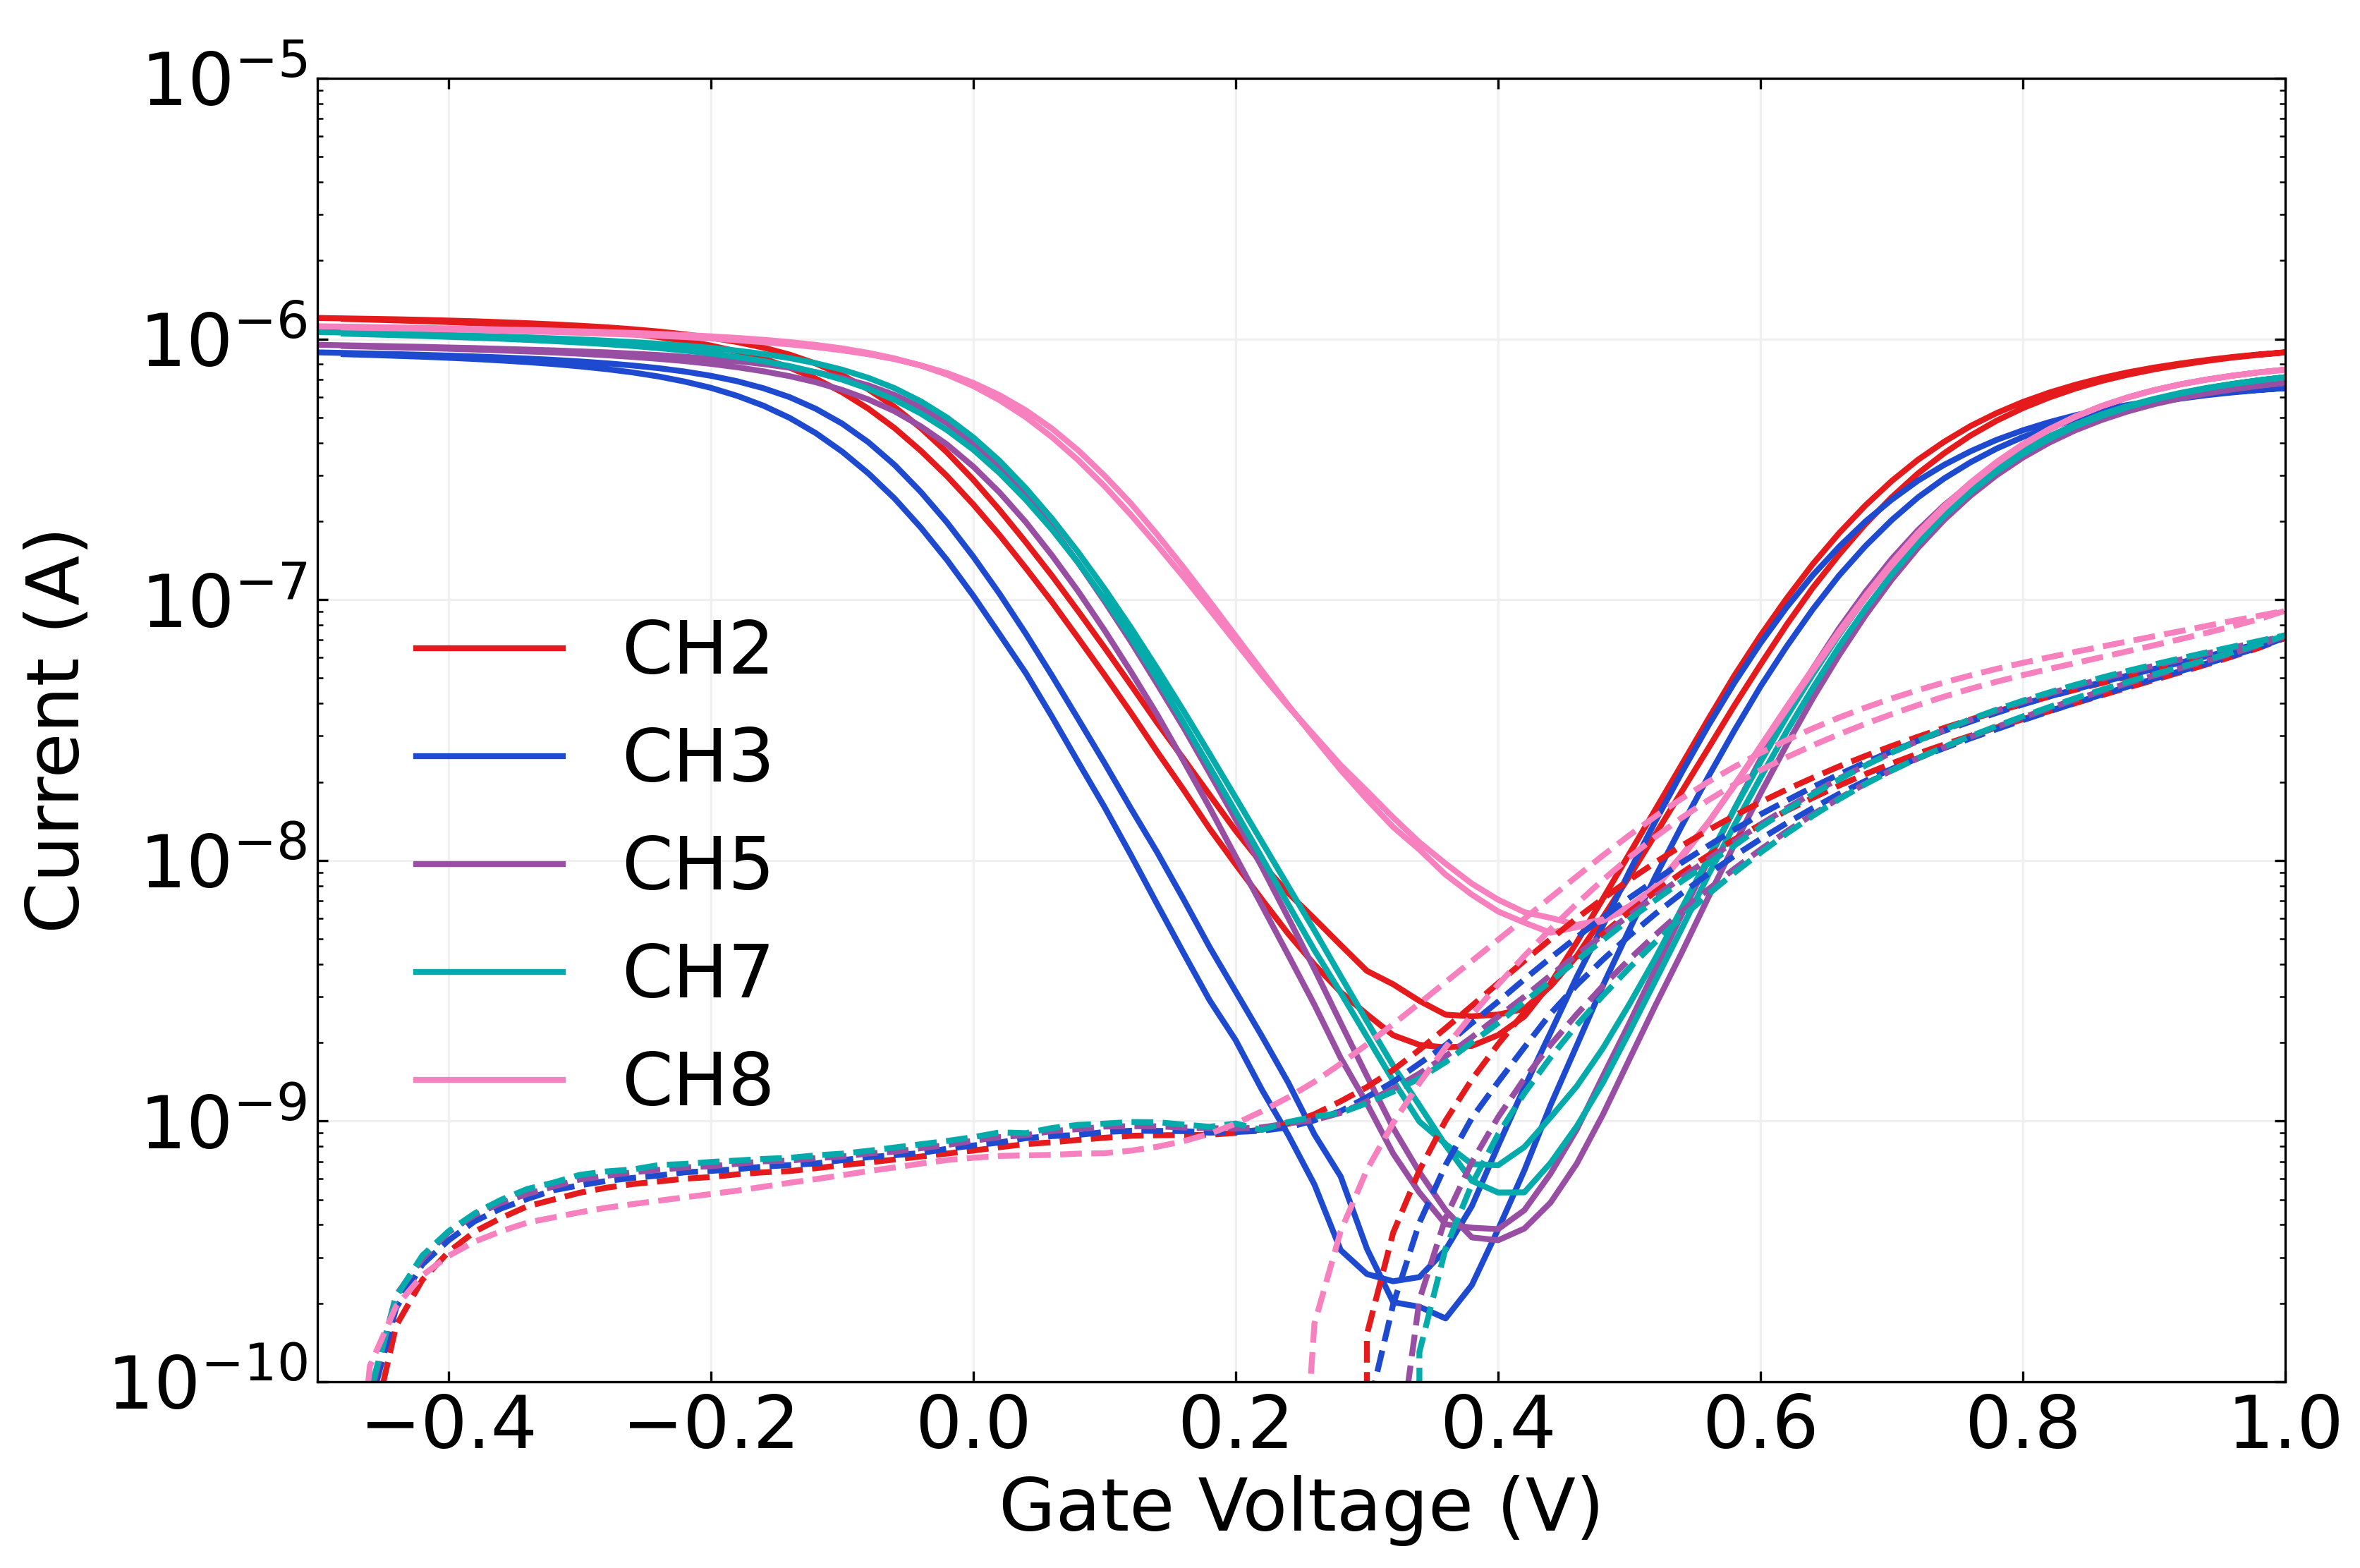 10⁻⁵
10⁻⁶
10⁻⁷
10⁻⁸
10⁻⁹
10⁻¹⁰
Current (A)
CH2
CH3
CH5
CH7
CH8
−0.4 −0.2 0.0 0.2 0.4 0.6 0.8 1.0
Gate Voltage (V)